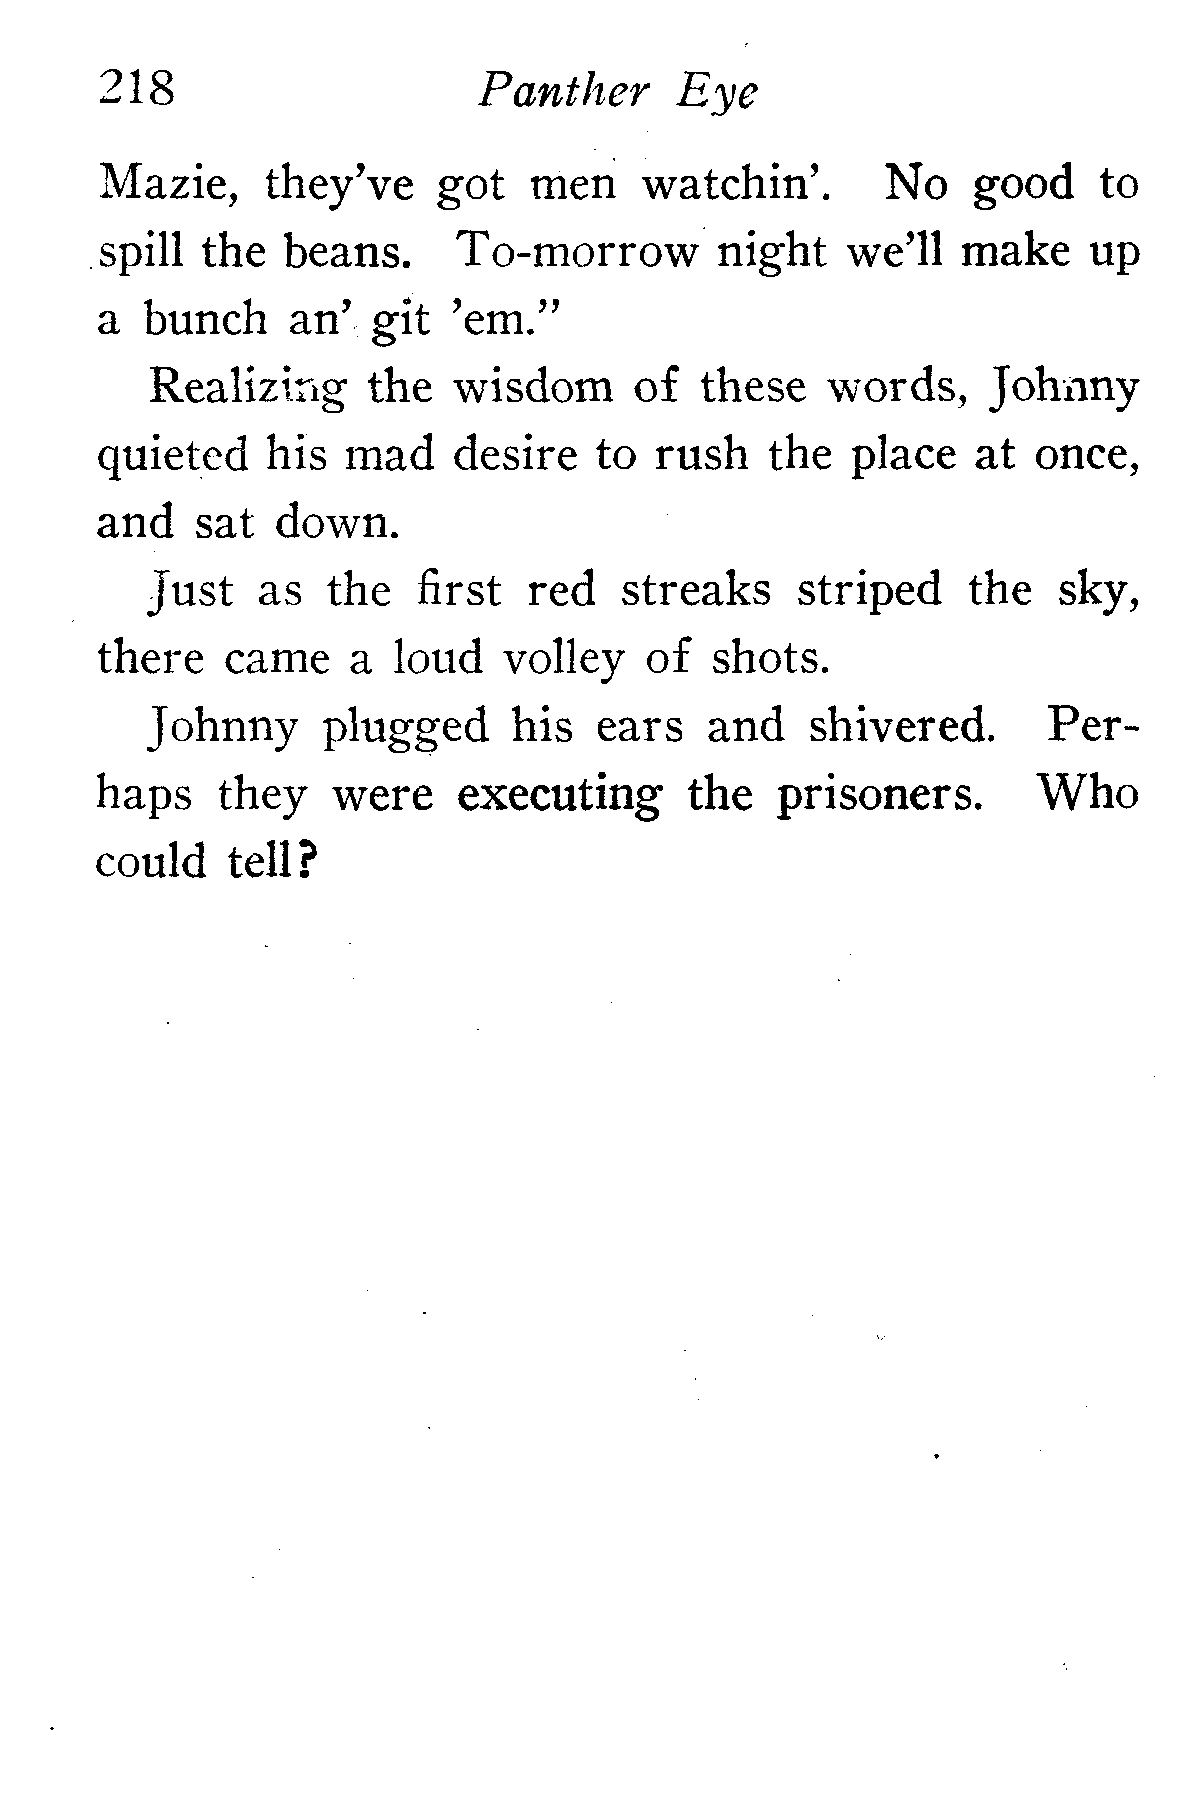 218 Panther Eye
Mazie, they've got men watchin'. No good to
spill the beans. To-morrow night we'll make up
a bunch an' git 'em."
Realizing the wisdom of these words, Johnny
quieted his mad desire to rush the place at once,
and sat down.
Just as the first red streaks striped the sky,
there came a loud volley of shots.
Johnny plugged his ears and shivered. Per-
haps they were executing the prisoners. Who
could tell?